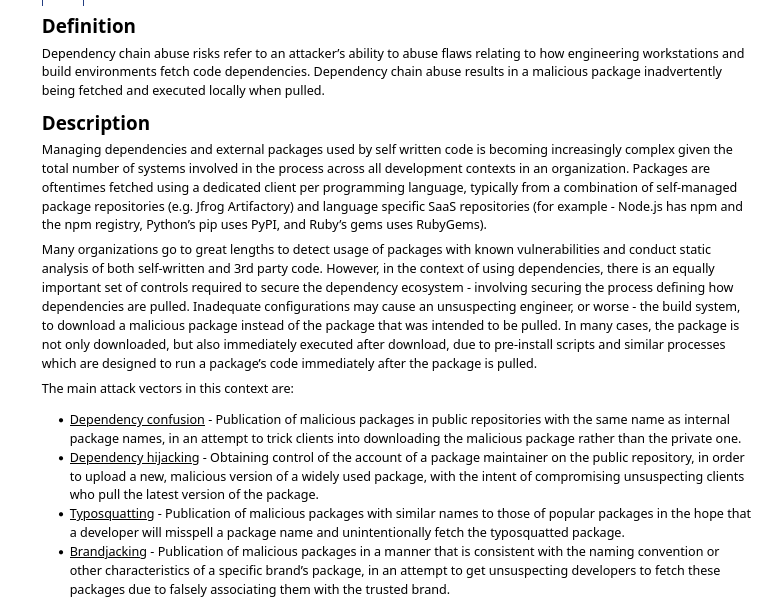 Definition
Dependency chain abuse risks refer to an attacker’s ability to abuse flaws relating to how engineering workstations and
build environments fetch code dependencies. Dependency chain abuse results in a malicious package inadvertently
being fetched and executed locally when pulled.
Description
Managing dependencies and external packages used by self written code is becoming increasingly complex given the
total number of systems involved in the process across all development contexts in an organization. Packages are
oftentimes fetched using a dedicated client per programming language, typically from a combination of self-managed
package repositories (e.g. Jfrog Artifactory) and language specific SaaS repositories (for example - Node.js has npm and
the npm registry, Python’s pip uses PyPI, and Ruby’s gems uses RubyGems).
Many organizations go to great lengths to detect usage of packages with known vulnerabilities and conduct static
analysis of both self-written and 3rd party code. However, in the context of using dependencies, there is an equally
important set of controls required to secure the dependency ecosystem - involving securing the process defining how
dependencies are pulled. Inadequate configurations may cause an unsuspecting engineer, or worse - the build system,
to download a malicious package instead of the package that was intended to be pulled. In many cases, the package is
not only downloaded, but also immediately executed after download, due to pre-install scripts and similar processes
which are designed to run a package’s code immediately after the package is pulled.
The main attack vectors in this context are:
• Dependency confusion - Publication of malicious packages in public repositories with the same name as internal
package names, in an attempt to trick clients into downloading the malicious package rather than the private one.
• Dependency hijacking - Obtaining control of the account of a package maintainer on the public repository, in order
to upload a new, malicious version of a widely used package, with the intent of compromising unsuspecting clients
who pull the latest version of the package.
• Typosquatting - Publication of malicious packages with similar names to those of popular packages in the hope that
a developer will misspell a package name and unintentionally fetch the typosquatted package.
• Brandjacking - Publication of malicious packages in a manner that is consistent with the naming convention or
other characteristics of a specific brand’s package, in an attempt to get unsuspecting developers to fetch these
packages due to falsely associating them with the trusted brand.